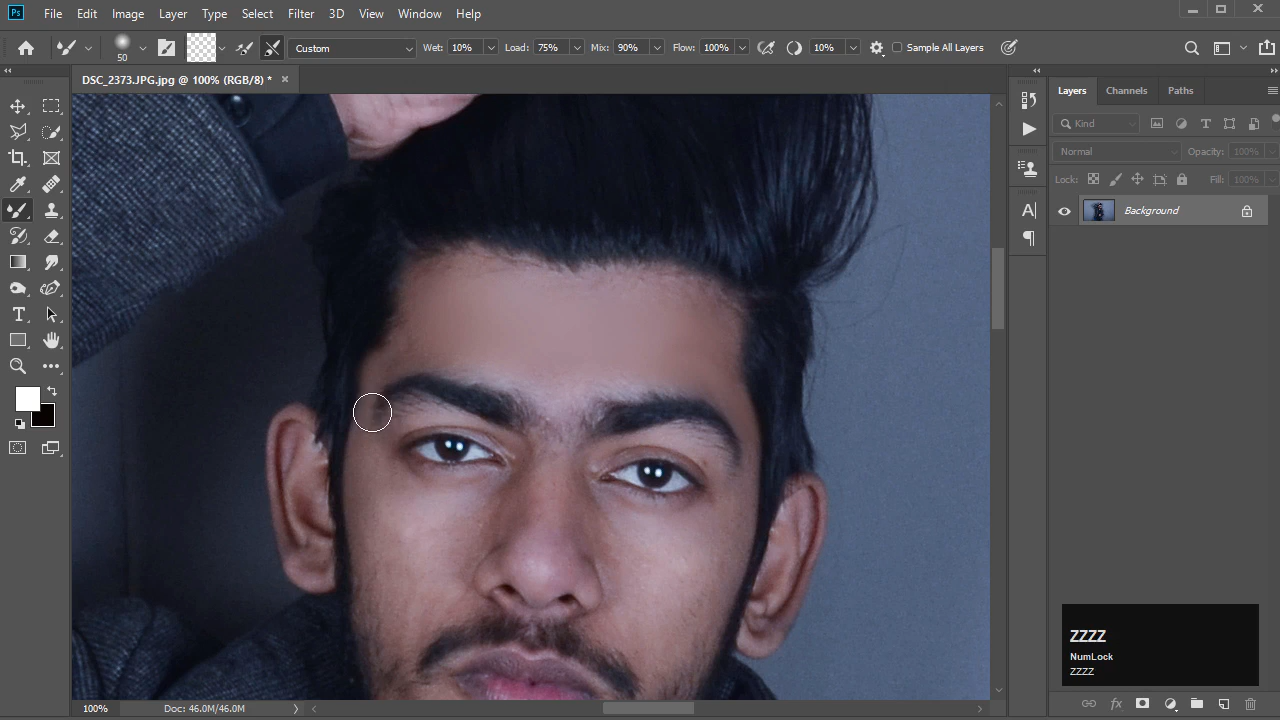 Ps File Edit Image Layer Type Select Filter 3D View Window Help
50 Custom Wet: 10% Load: 75% Mix: 90% Flow: 100% 10% Sample All Layers
DSC_2373.JPG.jpg @ 100% (RGB/8) *
Layers Channels Paths
Kind
Normal Opacity: 100%
Lock: Fill: 100%
Background
ZZZZ
NumLock
ZZZZ
100% Doc: 46.0M/46.0M